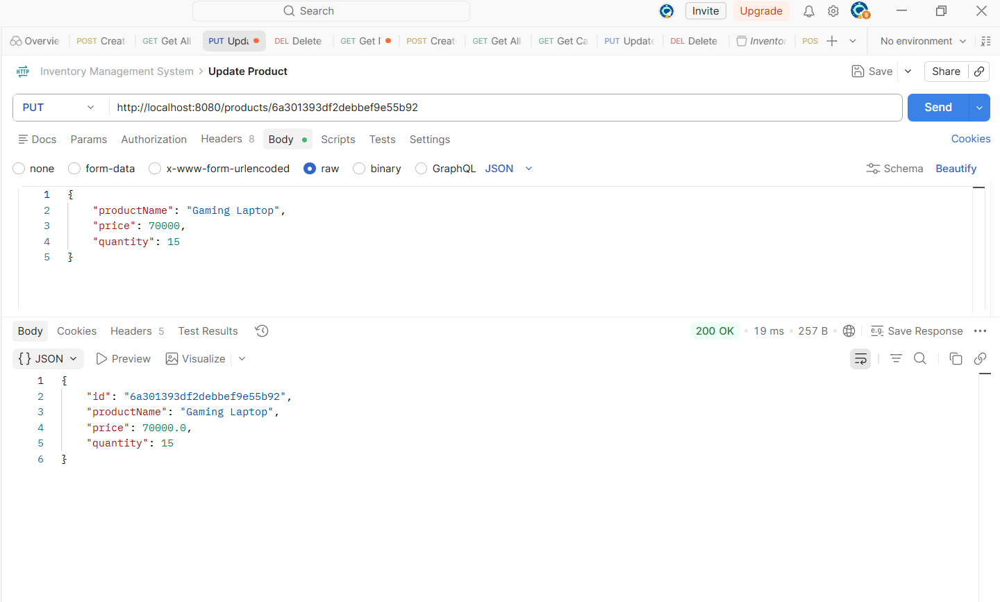 Search
Invite
Upgrade
Overvie
POST Creat
GET Get All
PUT Upda
DEL Delete
GET Get
POST Creat
GET Get All
GET Get Ca
PUT Update
DEL Delete
Invento
POS
No environment
HTTP
Inventory Management System > Update Product
Save
Share
PUT
http://localhost:8080/products/6a301393df2debbef9e55b92
Send
Docs
Params
Authorization
Headers 8
Body
Scripts
Tests
Settings
Cookies
none
form-data
x-www-form-urlencoded
raw
binary
GraphQL
JSON
Schema
Beautify
1 {
2 "productName": "Gaming Laptop",
3 "price": 70000,
4 "quantity": 15
5 }
Body
Cookies
Headers 5
Test Results
200 OK
19 ms
257 B
e.g. Save Response
{} JSON
Preview
Visualize
1 {
2 "id": "6a301393df2debbef9e55b92",
3 "productName": "Gaming Laptop",
4 "price": 70000.0,
5 "quantity": 15
6 }